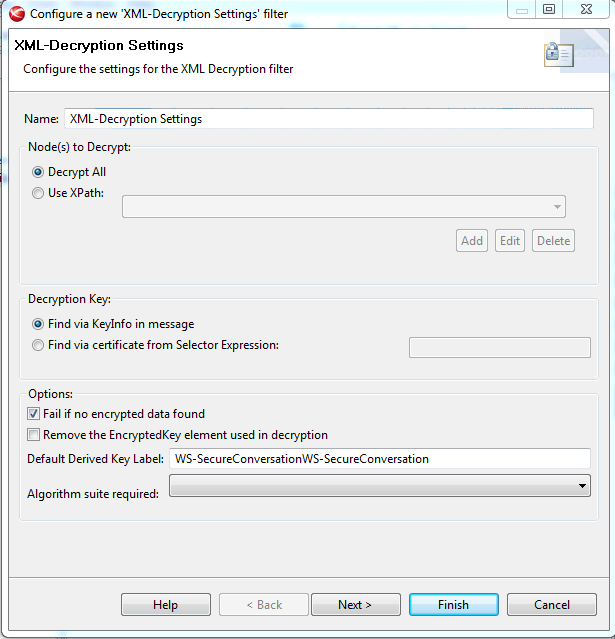 Configure a new 'XML-Decryption Settings' filter
XML-Decryption Settings
Configure the settings for the XML Decryption filter
Name: XML-Decryption Settings
Node(s) to Decrypt:
Decrypt All
Use XPath:
Add Edit Delete
Decryption Key:
Find via KeyInfo in message
Find via certificate from Selector Expression:
Options:
Fail if no encrypted data found
Remove the EncryptedKey element used in decryption
Default Derived Key Label: WS-SecureConversationWS-SecureConversation
Algorithm suite required:
Help < Back Next > Finish Cancel